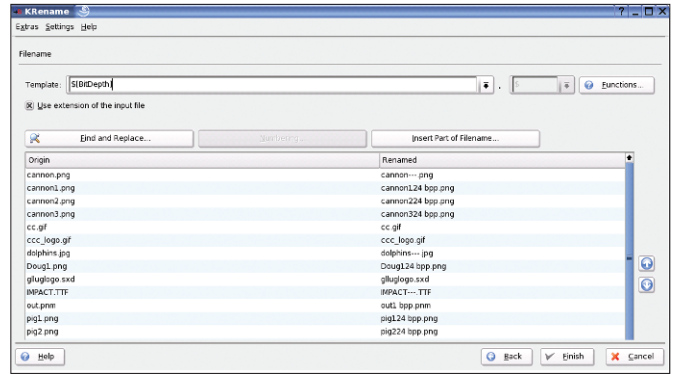 KRename
Extras Settings Help
Filename
Template: $[BitDepth] . $ Functions...
Use extension of the input file
Find and Replace... Numbering... Insert Part of Filename...
Origin Renamed
cannon.png cannon---.png
cannon1.png cannon124 bpp.png
cannon2.png cannon224 bpp.png
cannon3.png cannon324 bpp.png
cc.gif cc.gif
ccc_logo.gif ccc_logo.gif
dolphins.jpg dolphins---.jpg
Doug1.png Doug124 bpp.png
glluglogo.sxd glluglogo.sxd
IMPACT.TTF IMPACT---.TTF
out.pnm out1 bpp.pnm
pig1.png pig124 bpp.png
pig2.png pig224 bpp.png
Help Back Finish Cancel